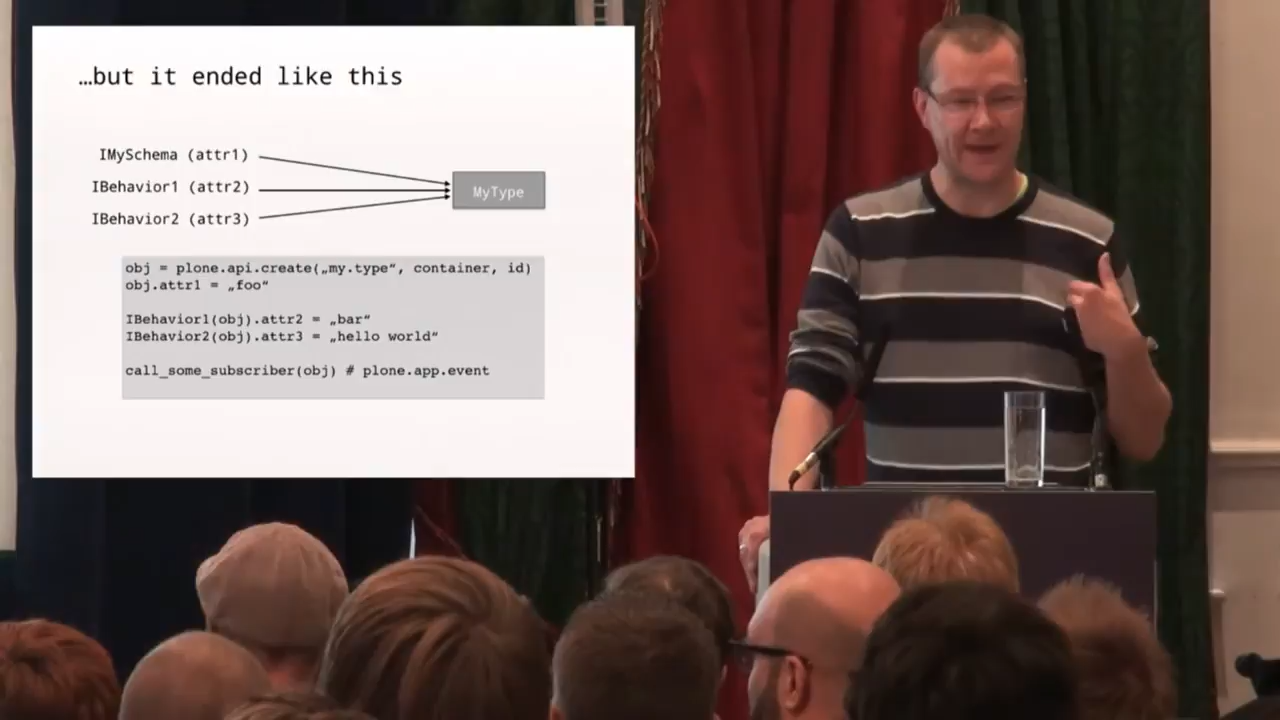 …but it ended like this
IMySchema (attr1)
IBehavior1 (attr2)
IBehavior2 (attr3)
MyType
obj = plone.api.create(„my.type“, container, id)
obj.attr1 = „foo“
IBehavior1(obj).attr2 = „bar“
IBehavior2(obj).attr3 = „hello world“
call_some_subscriber(obj) # plone.app.event